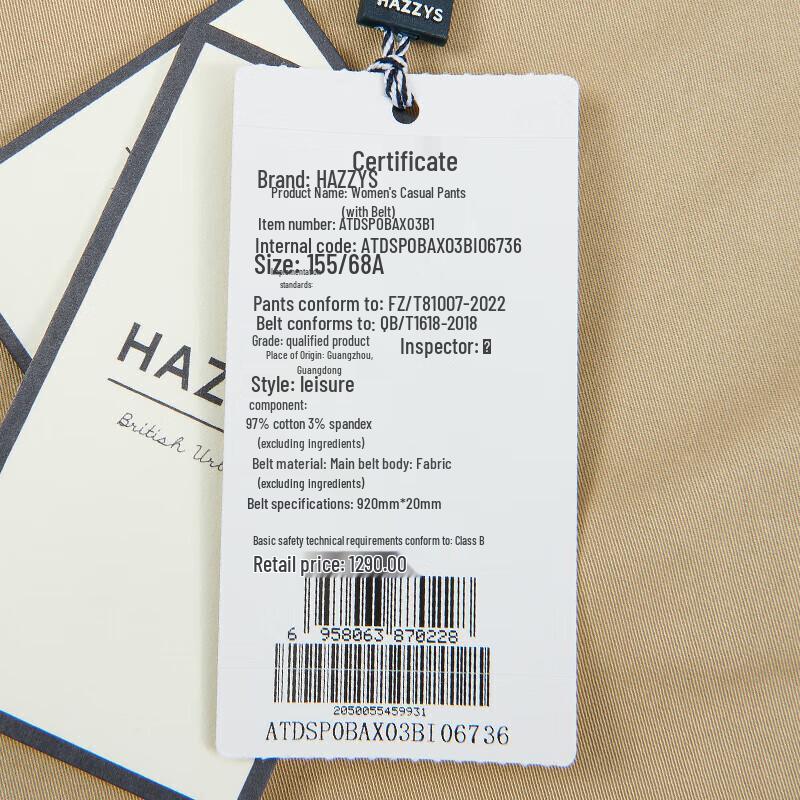 HAZZYS
Certificate
Brand: HAZZYS
Product Name: Women's Casual Pants
(with Belt)
Item number: ATDSP0BAX03B1
Internal code: ATDSP0BAX03BI06736
Size: 155/68A
Implementation
standards:
Pants conform to: FZ/T81007-2022
Belt conforms to: QB/T1618-2018
Grade: qualified product
Inspector:
Place of Origin: Guangzhou,
Guangdong
Style: leisure
component:
97% cotton 3% spandex
(excluding ingredients)
Belt material: Main belt body: Fabric
(excluding ingredients)
Belt specifications: 920mm*20mm
Basic safety technical requirements conform to: Class B
Retail price: 1290.00
6 958063 870228
2050055459931
ATDSP0BAX03BI06736
HAZ
British